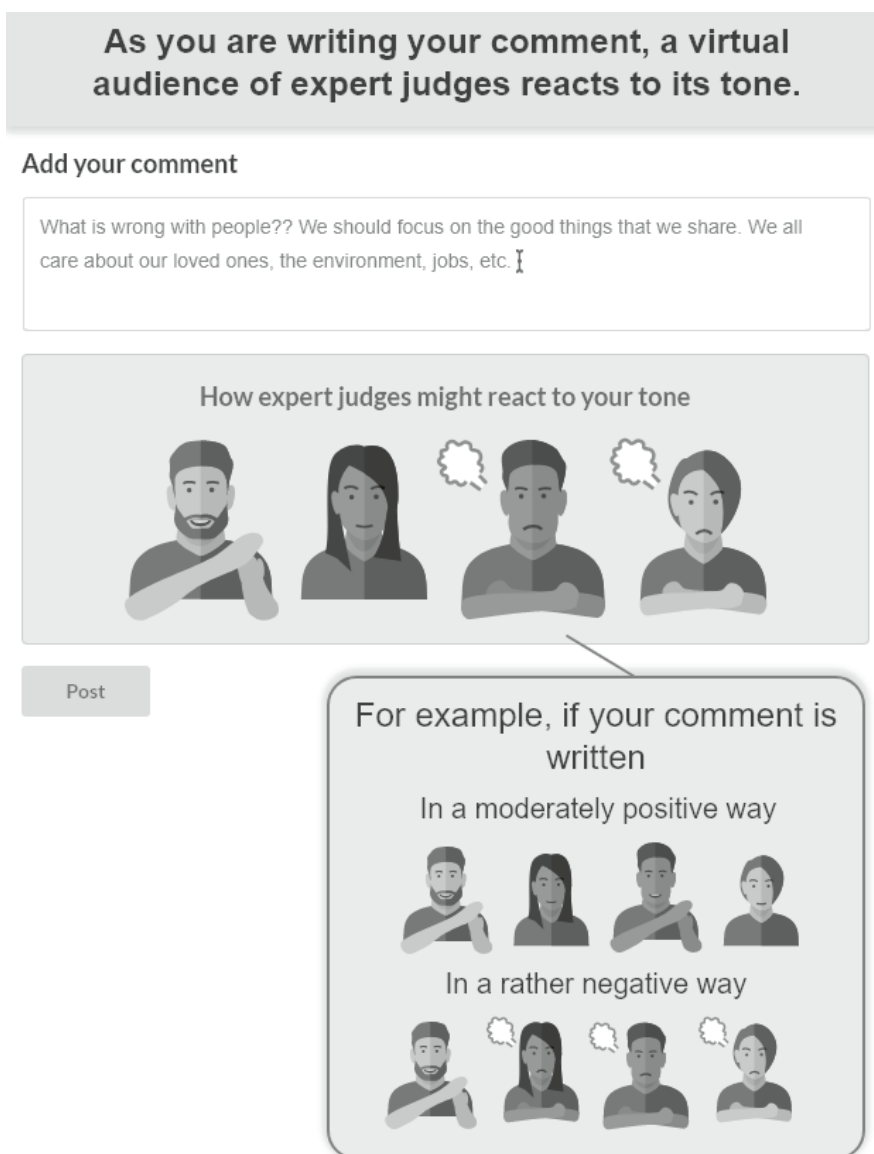 As you are writing your comment, a virtual
audience of expert judges reacts to its tone.
Add your comment
What is wrong with people?? We should focus on the good things that we share. We all
care about our loved ones, the environment, jobs, etc.
How expert judges might react to your tone
Post
For example, if your comment is
written
In a moderately positive way
In a rather negative way